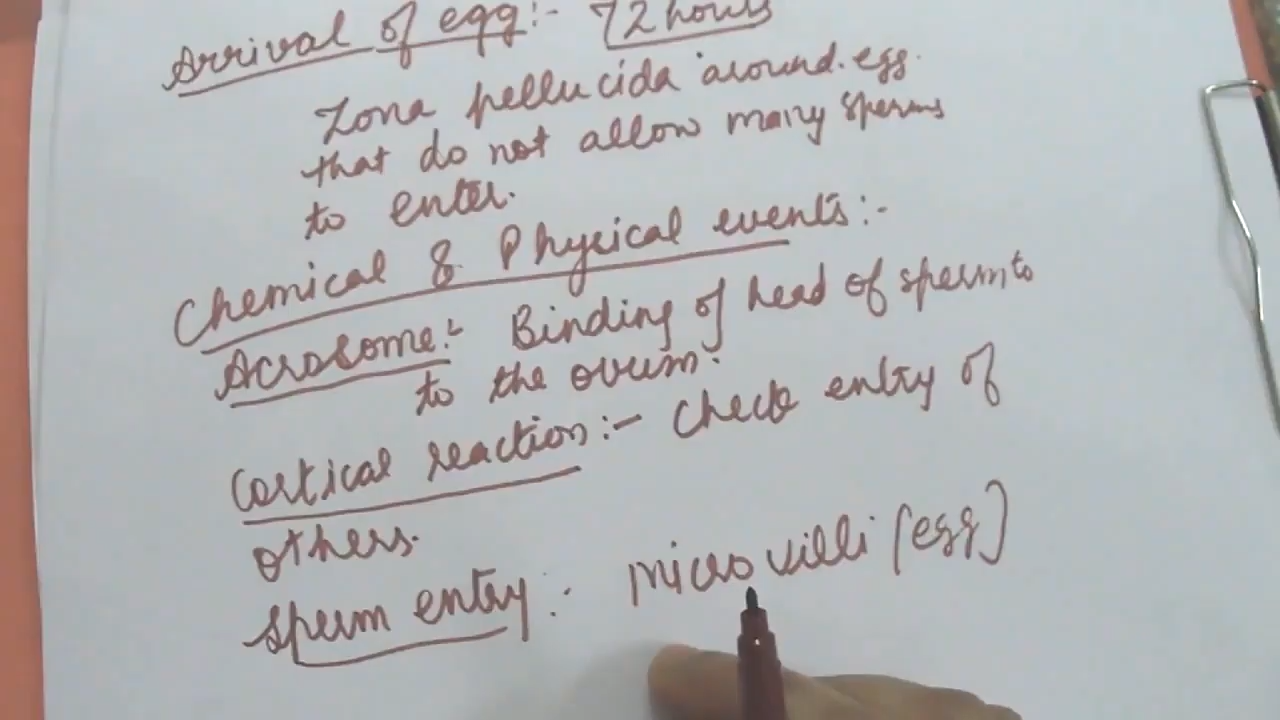 Arrival of egg:- 72 hours
Zona pellucida around egg.
that do not allow many sperms
to enter.
Chemical & Physical events:-
Acrosome:- Binding of head of sperm to
to the ovum.
Cortical reaction:- Check entry of
others.
Sperm entry:- microvilli (egg)